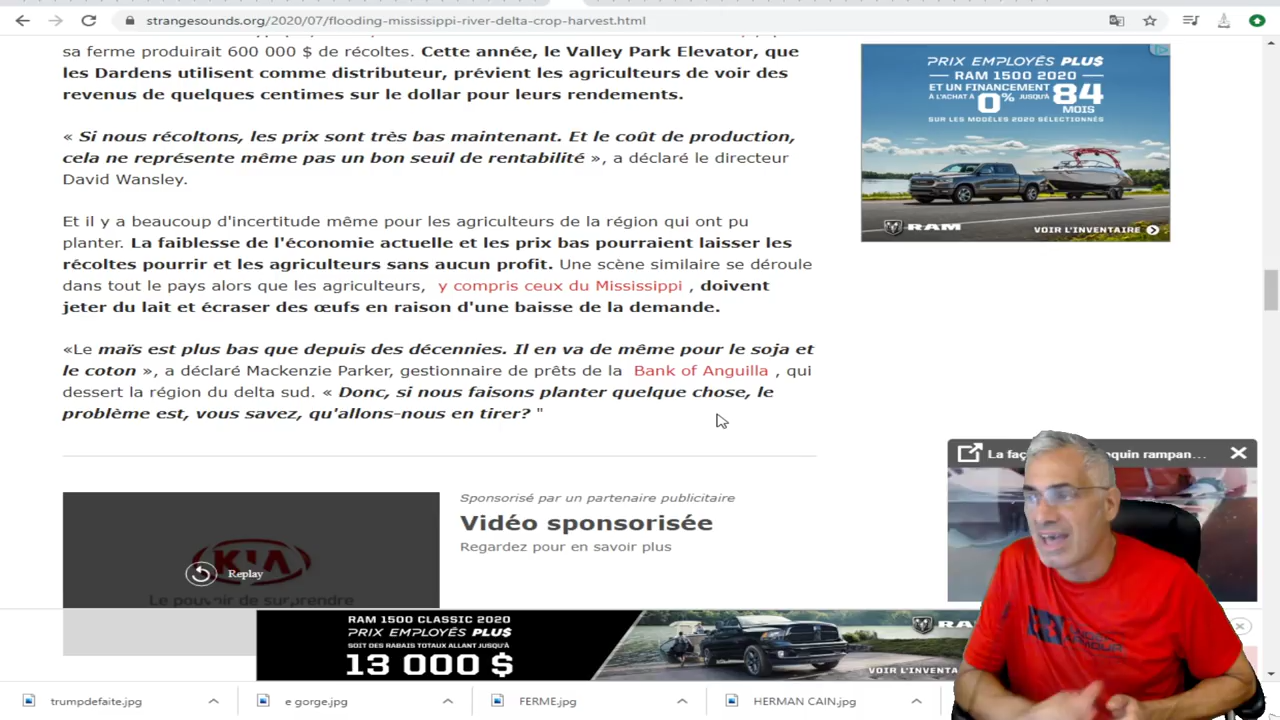 strangesounds.org/2020/07/flooding-mississippi-river-delta-crop-harvest.html
sa ferme produirait 600 000 $ de récoltes. Cette année, le Valley Park Elevator, que
les Dardens utilisent comme distributeur, prévient les agriculteurs de voir des
revenus de quelques centimes sur le dollar pour leurs rendements.
« Si nous récoltons, les prix sont très bas maintenant. Et le coût de production,
cela ne représente même pas un bon seuil de rentabilité », a déclaré le directeur
David Wansley.
Et il y a beaucoup d'incertitude même pour les agriculteurs de la région qui ont pu
planter. La faiblesse de l'économie actuelle et les prix bas pourraient laisser les
récoltes pourrir et les agriculteurs sans aucun profit. Une scène similaire se déroule
dans tout le pays alors que les agriculteurs, y compris ceux du Mississippi , doivent
jeter du lait et écraser des œufs en raison d'une baisse de la demande.
«Le maïs est plus bas que depuis des décennies. Il en va de même pour le soja et
le coton », a déclaré Mackenzie Parker, gestionnaire de prêts de la Bank of Anguilla , qui
dessert la région du delta sud. « Donc, si nous faisons planter quelque chose, le
problème est, vous savez, qu'allons-nous en tirer? "
PRIX EMPLOYÉS PLU$
RAM 1500 2020
ET UN FINANCEMENT
À L'ACHAT À 0% JUSQU'À 84
MOIS
SUR LES MODÈLES 2020 SÉLECTIONNÉS
RAM
VOIR L'INVENTAIRE
La faç
quin rampan...
Sponsorisé par un partenaire publicitaire
Vidéo sponsorisée
Regardez pour en savoir plus
KIA
Replay
Le pouvoir de surprendre
RAM 1500 CLASSIC 2020
PRIX EMPLOYÉS PLU$
SOIT DES RABAIS TOTAUX ALLANT JUSQU'À
13 000 $
RA
VOIR L'INVENTA
trumpdefaite.jpg
e gorge.jpg
FERME.jpg
HERMAN CAIN.jpg